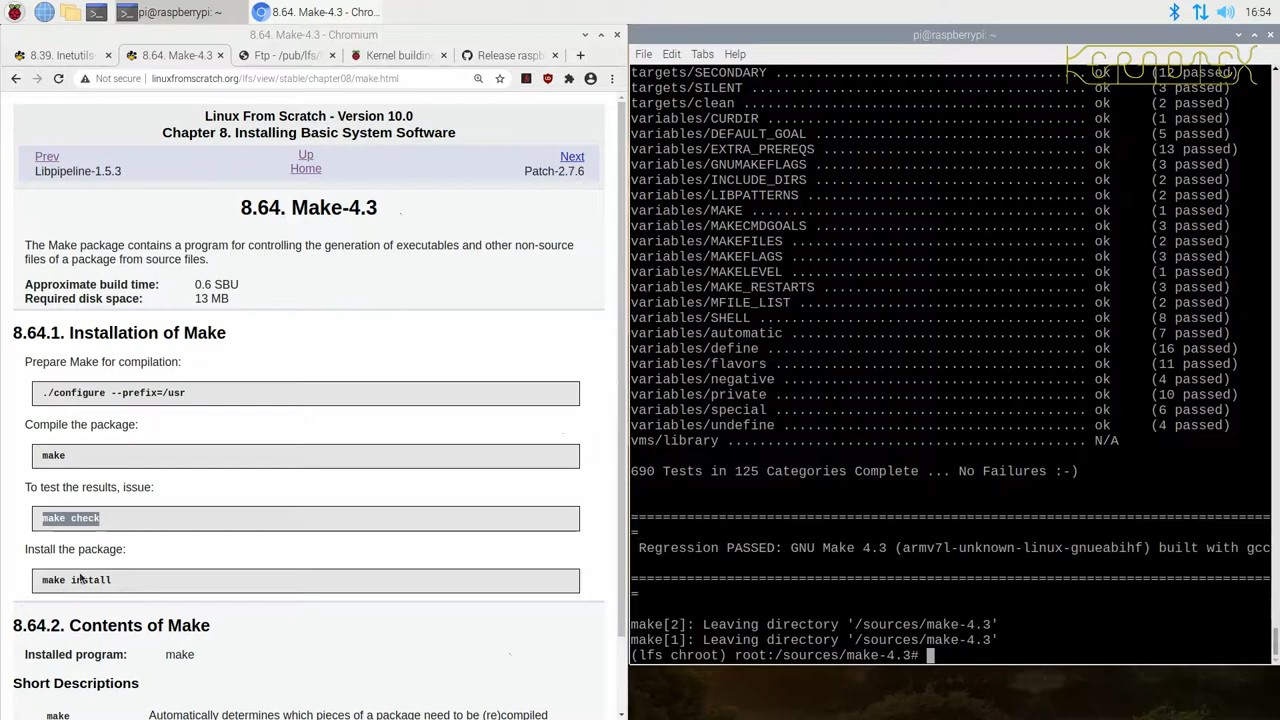 pi@raspberrypi: ~
8.64. Make-4.3 - Chro...
16:54
8.64. Make-4.3 - Chromium
8.39. Inetutils-
8.64. Make-4.3
Ftp - /pub/lfs/
Kernel building
Release raspb
Not secure
linuxfromscratch.org/lfs/view/stable/chapter08/make.html
Linux From Scratch - Version 10.0
Chapter 8. Installing Basic System Software
Prev
Up
Next
Libpipeline-1.5.3
Home
Patch-2.7.6
8.64. Make-4.3
The Make package contains a program for controlling the generation of executables and other non-source
files of a package from source files.
Approximate build time: 0.6 SBU
Required disk space: 13 MB
8.64.1. Installation of Make
Prepare Make for compilation:
./configure --prefix=/usr
Compile the package:
make
To test the results, issue:
make check
Install the package:
make install
8.64.2. Contents of Make
Installed program: make
Short Descriptions
make Automatically determines which pieces of a package need to be (re)compiled
pi@raspberrypi: ~
File Edit Tabs Help
targets/SECONDARY ....................................... ok (12 passed)
targets/SILENT .......................................... ok (3 passed)
targets/clean ........................................... ok (2 passed)
variables/CURDIR ........................................ ok (1 passed)
variables/DEFAULT_GOAL .................................. ok (5 passed)
variables/EXTRA_PREREQS ................................. ok (13 passed)
variables/GNUMAKEFLAGS .................................. ok (3 passed)
variables/INCLUDE_DIRS .................................. ok (2 passed)
variables/LIBPATTERNS ................................... ok (2 passed)
variables/MAKE .......................................... ok (1 passed)
variables/MAKECMDGOALS .................................. ok (3 passed)
variables/MAKEFILES ..................................... ok (2 passed)
variables/MAKEFLAGS ..................................... ok (3 passed)
variables/MAKELEVEL ..................................... ok (1 passed)
variables/MAKE_RESTARTS ................................. ok (3 passed)
variables/MFILE_LIST .................................... ok (2 passed)
variables/SHELL ......................................... ok (8 passed)
variables/automatic ..................................... ok (7 passed)
variables/define ........................................ ok (16 passed)
variables/flavors ....................................... ok (11 passed)
variables/negative ...................................... ok (4 passed)
variables/private ....................................... ok (10 passed)
variables/special ....................................... ok (6 passed)
variables/undefine ...................................... ok (4 passed)
vms/library ............................................. N/A
690 Tests in 125 Categories Complete ... No Failures :-)
================================================================================
=
Regression PASSED: GNU Make 4.3 (armv7l-unknown-linux-gnueabihf) built with gcc
================================================================================
=
make[2]: Leaving directory '/sources/make-4.3'
make[1]: Leaving directory '/sources/make-4.3'
(lfs chroot) root:/sources/make-4.3#